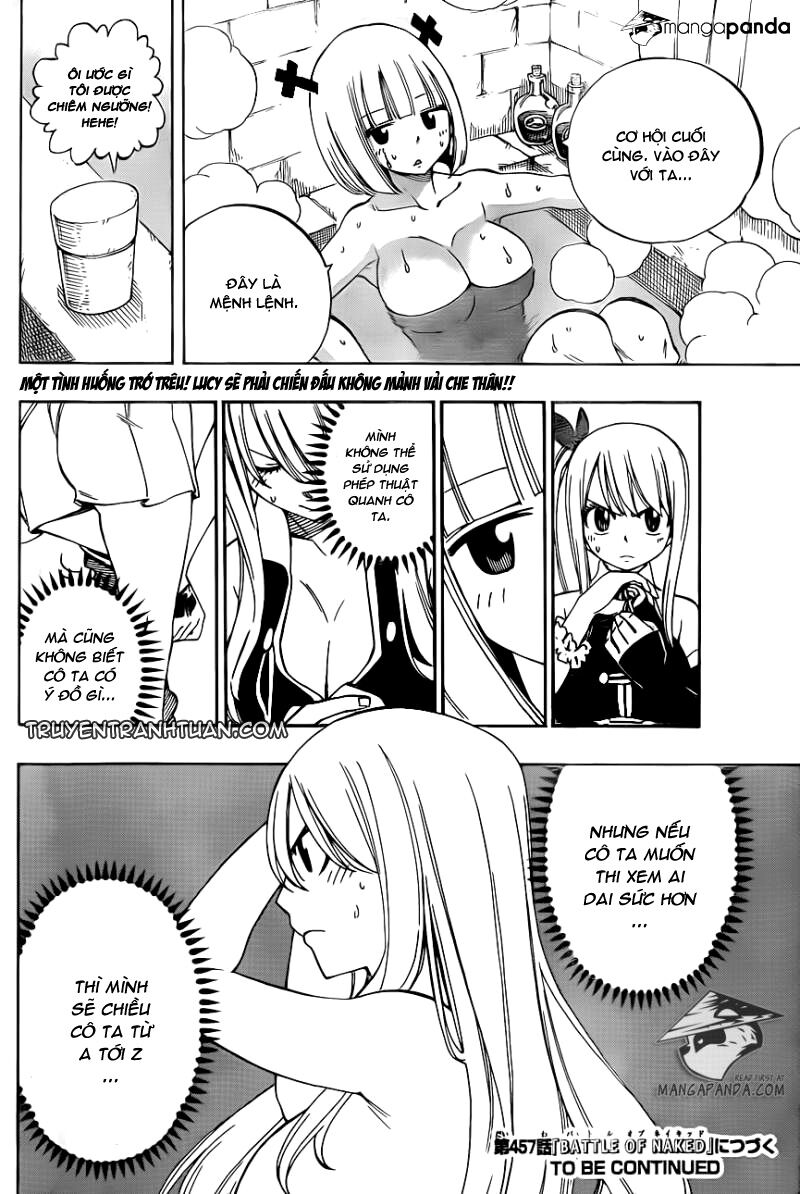 mangapanda
CƠ HỘI CUỐI
CÙNG. VÀO ĐÂY
VỚI TA...
ĐÂY LÀ
MỆNH LỆNH.
ÔI ƯỚC GÌ
TÔI ĐƯỢC
CHIÊM NGƯỠNG!
HEHE!
MỘT TÌNH HUỐNG TRỚ TRÊU! LUCY SẼ PHẢI CHIẾN ĐẤU KHÔNG MẢNH VẢI CHE THÂN!!
MÌNH
KHÔNG THỂ
SỬ DỤNG
PHÉP THUẬT
QUANH CÔ
TA.
MÀ CŨNG
KHÔNG BIẾT
CÔ TA CÓ
Ý ĐỒ GÌ...
TRUYENTRANHTUAN.COM
NHƯNG NẾU
CÔ TA MUỐN
THI XEM AI
DAI SỨC HƠN
...
THÌ MÌNH
SẼ CHIỀU
CÔ TA TỪ
A TỚI Z
...
READ FIRST AT
MANGAPANDA.COM
第457話「BATTLE OF NAKED」につづく
TO BE CONTINUED